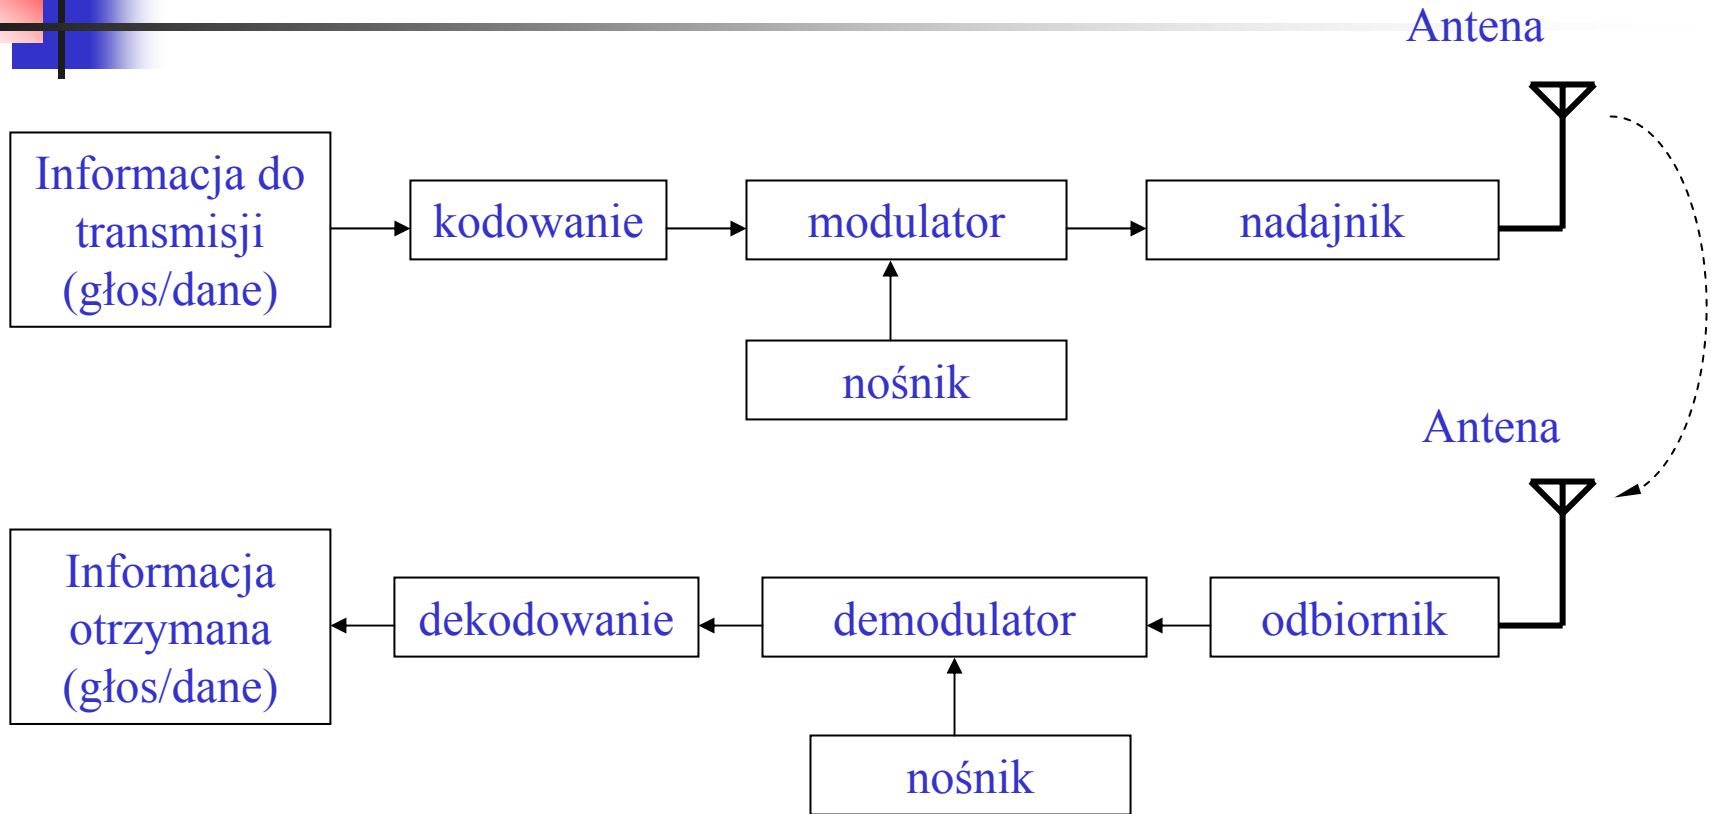 Antena
Informacja do
transmisji
(głos/dane)
kodowanie
modulator
nadajnik
nośnik
Antena
Informacja
otrzymana
(głos/dane)
dekodowanie
demodulator
odbiornik
nośnik